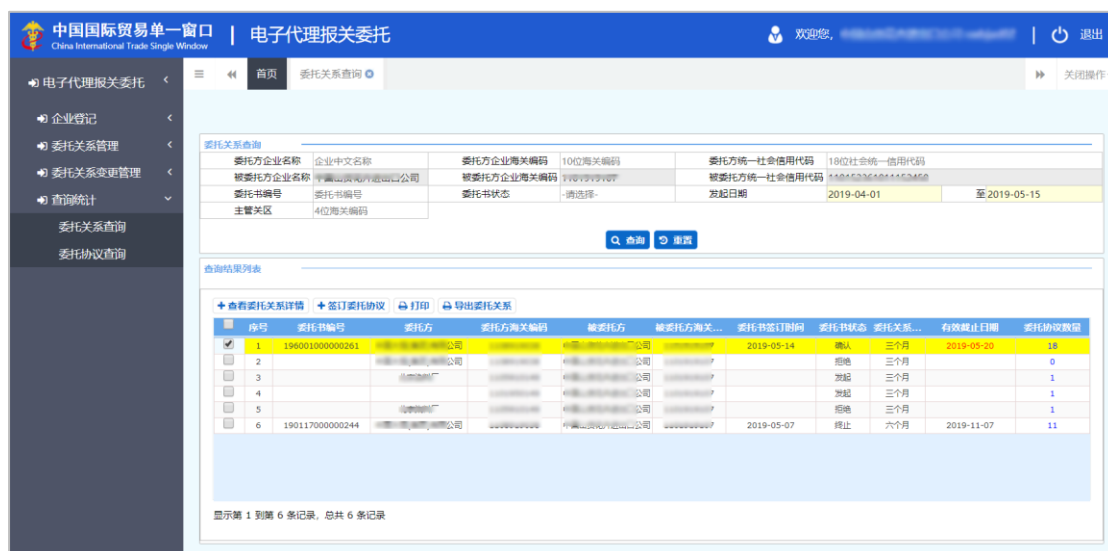 中国国际贸易单一窗口 | 电子代理报关委托 欢迎您, | 退出
China International Trade Single Window
电子代理报关委托 首页 委托关系查询 关闭操作
企业登记
委托关系管理
委托关系变更管理
查询统计
委托关系查询
委托协议查询
委托关系查询
委托方企业名称 企业中文名称 委托方企业海关编码 10位海关编码 委托方统一社会信用代码 18位社会统一信用代码
被委托方企业名称 公司 被委托方企业海关编码 被委托方统一社会信用代码
委托书编号 委托书编号 委托书状态 -请选择- 发起日期 2019-04-01 至 2019-05-15
主管关区 4位海关编码
查询 重置
查询结果列表
查看委托关系详情 签订委托协议 打印 导出委托关系
序号 委托书编号 委托方 委托方海关编码 被委托方 被委托方海关... 委托书签订时间 委托书状态 委托关系... 有效截止日期 委托协议数量
1 196001000000261 公司 公司 2019-05-14 确认 三个月 2019-05-20 18
2 公司 公司 7 拒绝 三个月 0
3 厂 公司 发起 三个月 1
4 公司 发起 三个月 1
5 厂 公司 拒绝 三个月 1
6 190117000000244 公司 公司 2019-05-07 终止 六个月 2019-11-07 11
显示第 1 到第 6 条记录，总共 6 条记录